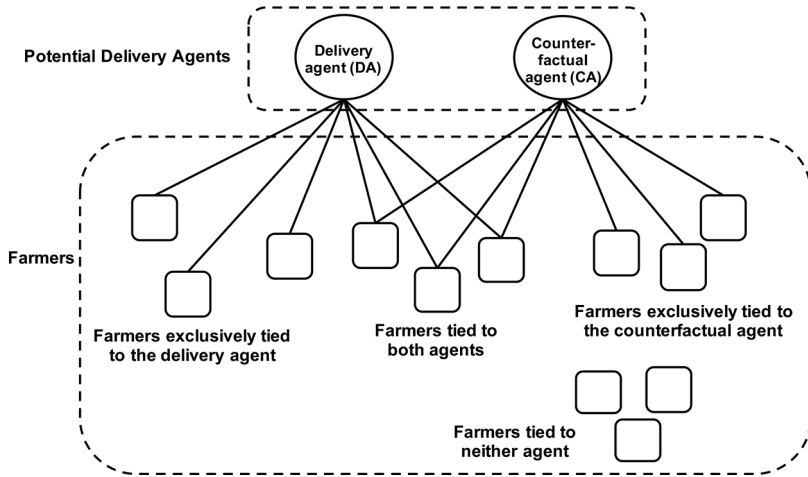 Potential Delivery Agents
Delivery
agent (DA)
Counter-
factual
agent (CA)
Farmers
Farmers exclusively tied
to the delivery agent
Farmers tied to
both agents
Farmers exclusively tied to
the counterfactual agent
Farmers tied to
neither agent